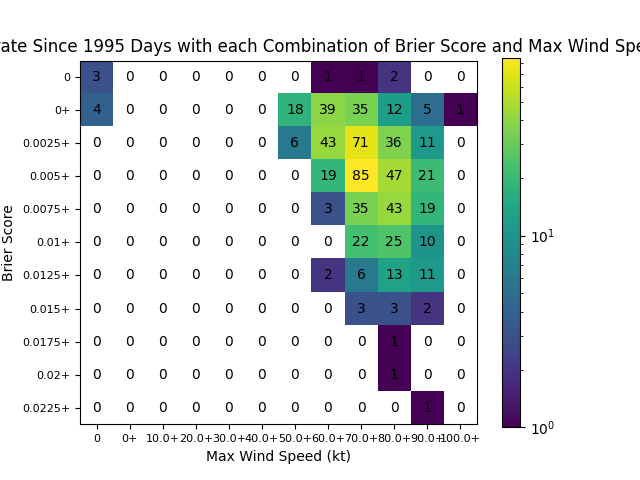 rate Since 1995 Days with each Combination of Brier Score and Max Wind Spe
0 3 0 0 0 0 0 0 1 1 2 0 0
0+ 4 0 0 0 0 0 18 39 35 12 5 1
0.0025+ 0 0 0 0 0 0 6 43 71 36 11 0
0.005+ 0 0 0 0 0 0 0 19 85 47 21 0
0.0075+ 0 0 0 0 0 0 0 3 35 43 19 0
0.01+ 0 0 0 0 0 0 0 0 22 25 10 0
0.0125+ 0 0 0 0 0 0 0 2 6 13 11 0
0.015+ 0 0 0 0 0 0 0 0 3 3 2 0
0.0175+ 0 0 0 0 0 0 0 0 0 1 0 0
0.02+ 0 0 0 0 0 0 0 0 0 1 0 0
0.0225+ 0 0 0 0 0 0 0 0 0 0 1 0
0 0+ 10.0+ 20.0+ 30.0+ 40.0+ 50.0+ 60.0+ 70.0+ 80.0+ 90.0+ 100.0+
Max Wind Speed (kt)
Brier Score
10¹
10⁰